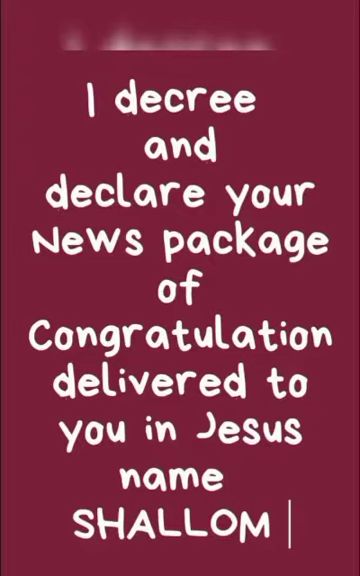 I decree
and
declare your
News package
of
Congratulation
delivered to
you in Jesus
name
SHALLOM